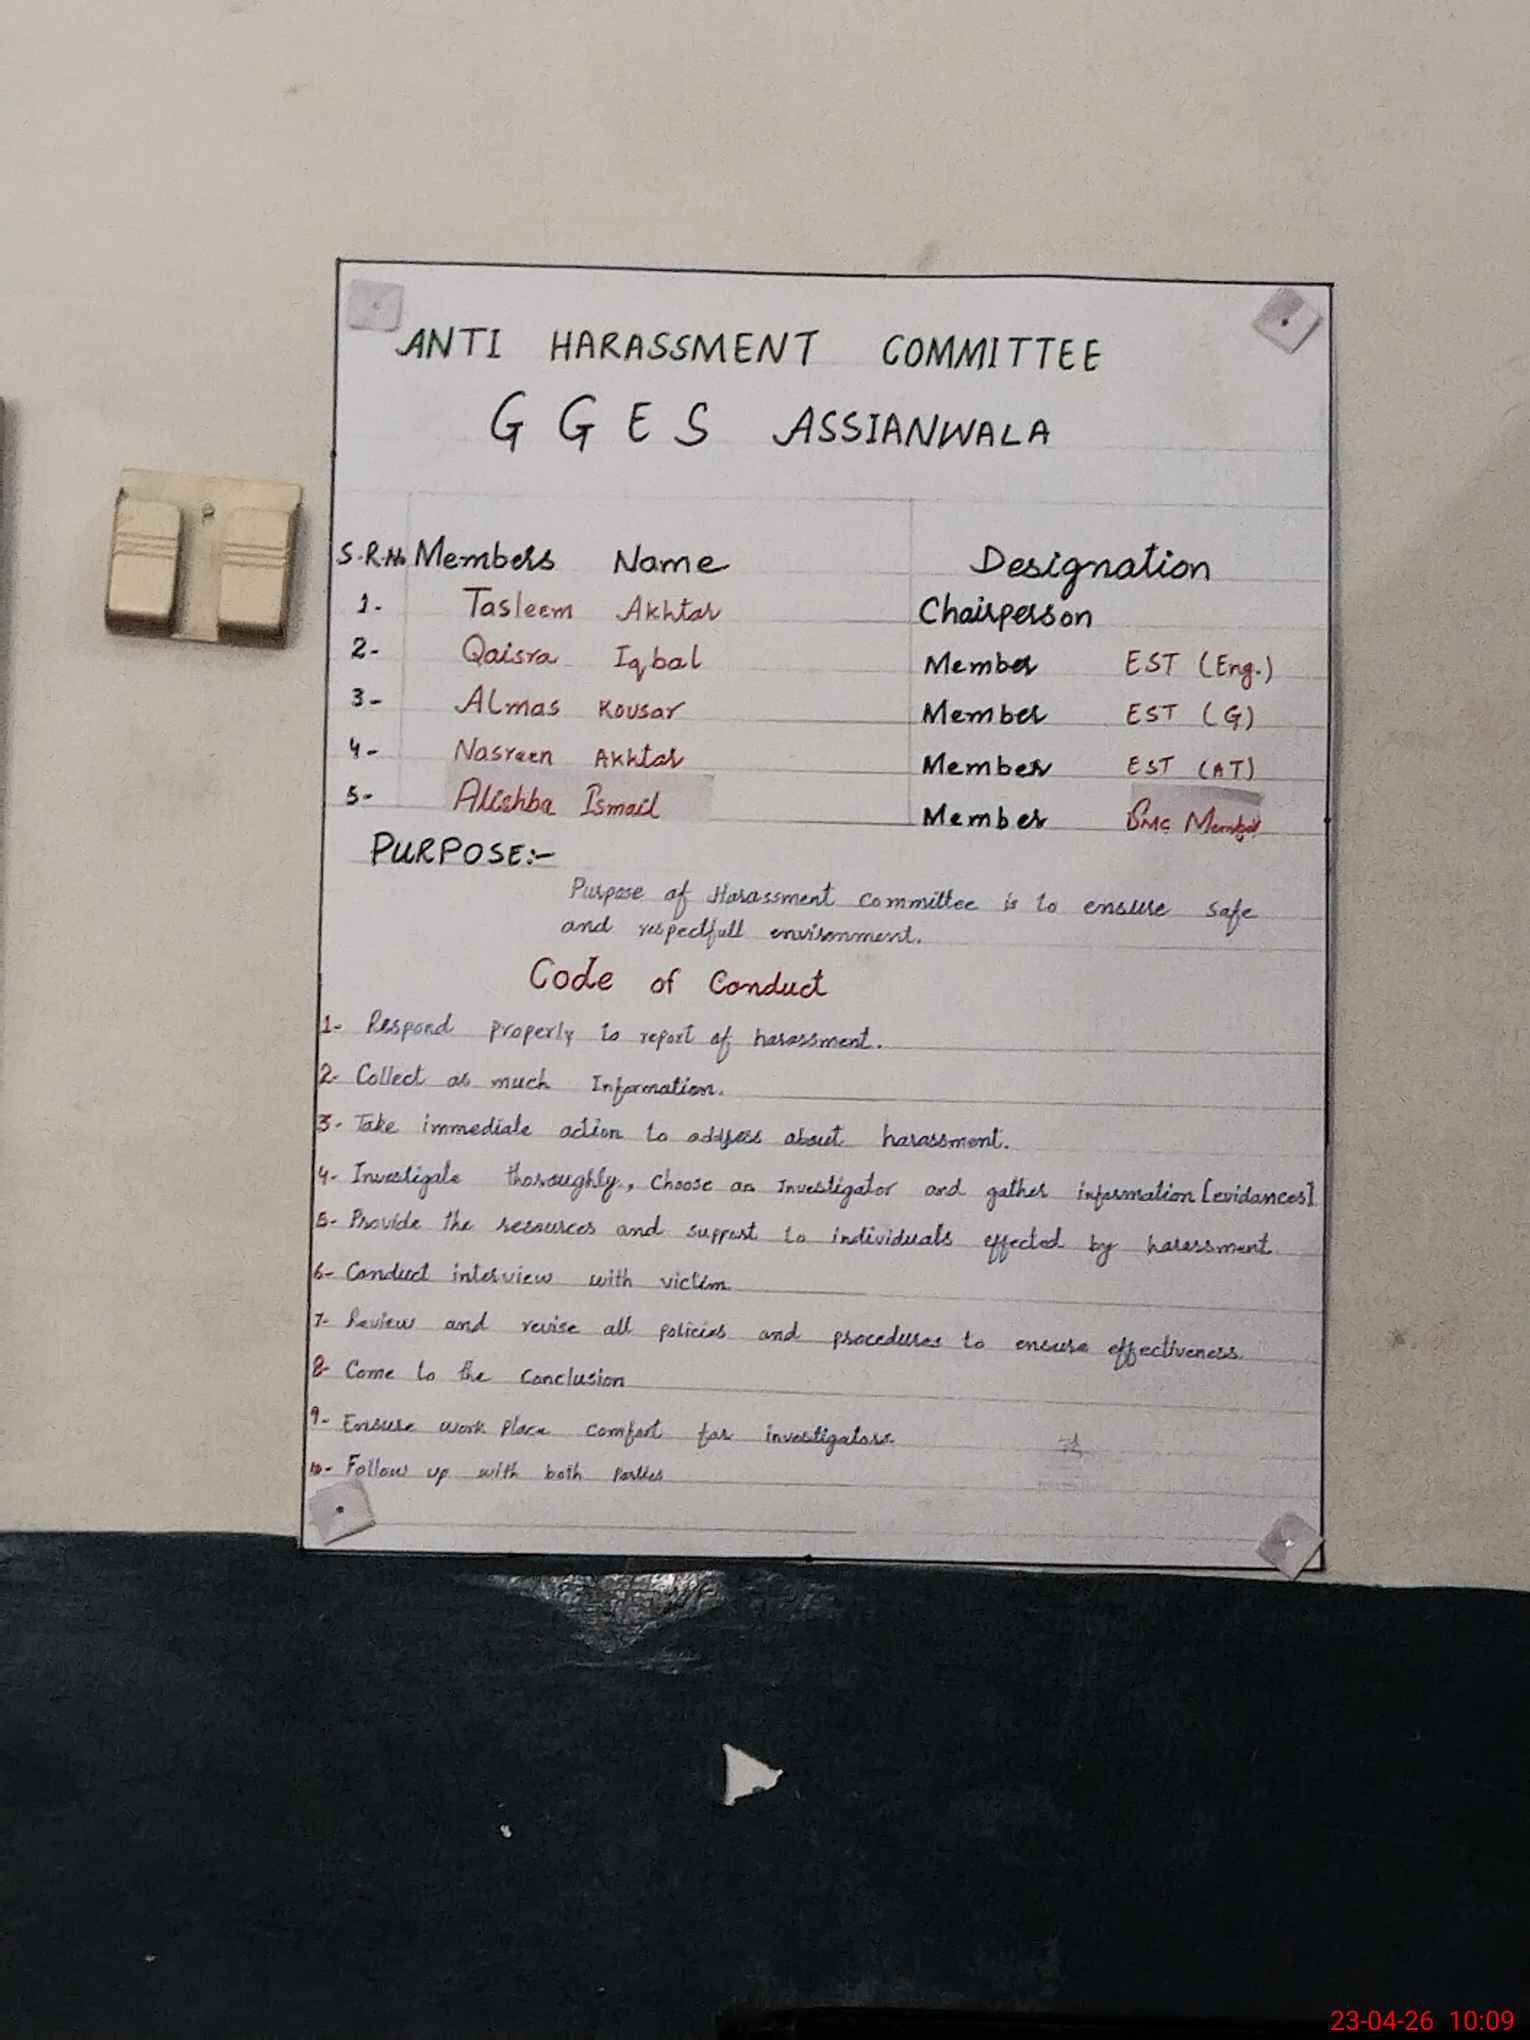 ANTI HARASSMENT COMMITTEE
G G E S ASSIANWALA
S.R.No Members Name Designation
1- Tasleem Akhtar Chairperson
2- Qaisra Iqbal Member EST (Eng.)
3- Almas Kousar Member EST (G)
4- Nasreen Akhtar Member EST (AT)
5- Alishba Ismail Member SMC Member
PURPOSE:-
Purpose of Harassment committee is to ensure safe
and respectfull environment.
Code of Conduct
1- Respond properly to report of harassment.
2- Collect as much Information.
3- Take immediate action to address about harassment.
4- Investigate thoroughly, Choose an Investigator and gather information [evidances]
5- Provide the resources and support to individuals effected by harassment
6- Conduct interview with victim
7- Review and revise all policies and procedures to ensure effectiveness.
8- Come to the Conclusion
9- Ensure work place comfort for investigators
10- Follow up with both parties
23-04-26 10:09